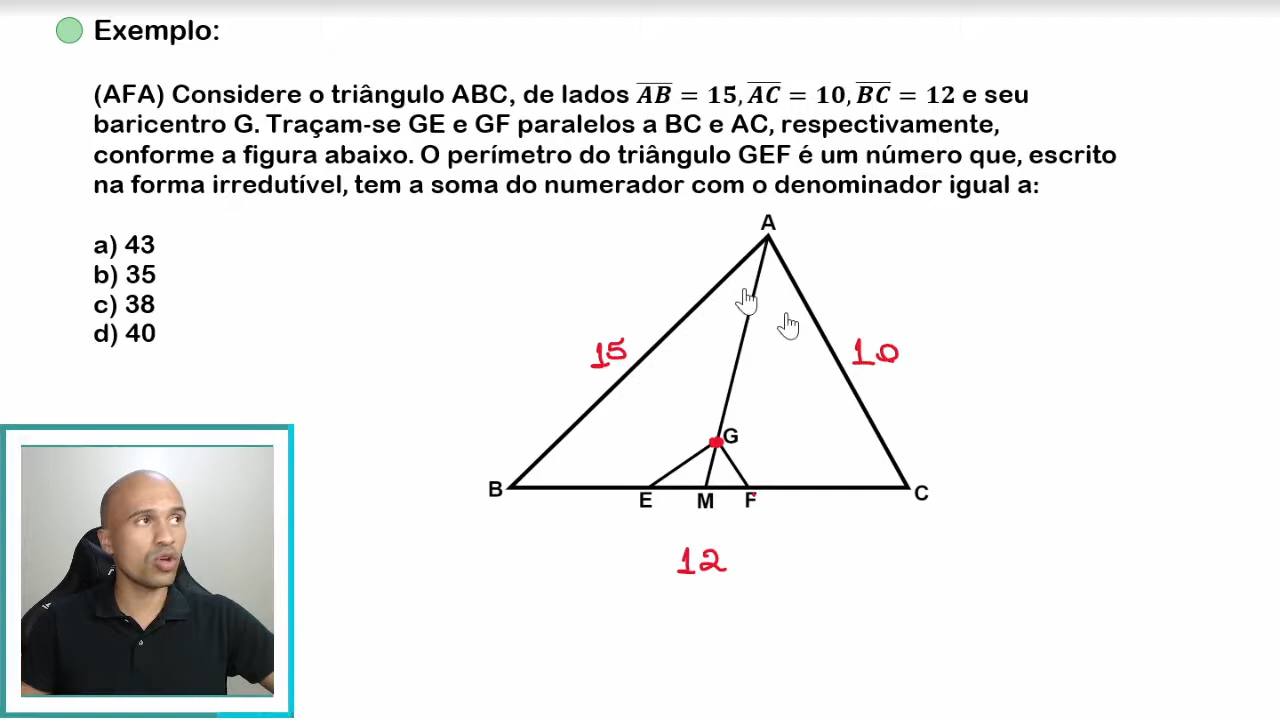 Exemplo:
(AFA) Considere o triângulo ABC, de lados AB = 15, AC = 10, BC = 12 e seu
baricentro G. Traçam-se GE e GF paralelos a BC e AC, respectivamente,
conforme a figura abaixo. O perímetro do triângulo GEF é um número que, escrito
na forma irredutível, tem a soma do numerador com o denominador igual a:
a) 43
b) 35
c) 38
d) 40
A
15
10
G
B
E
M
F
C
12